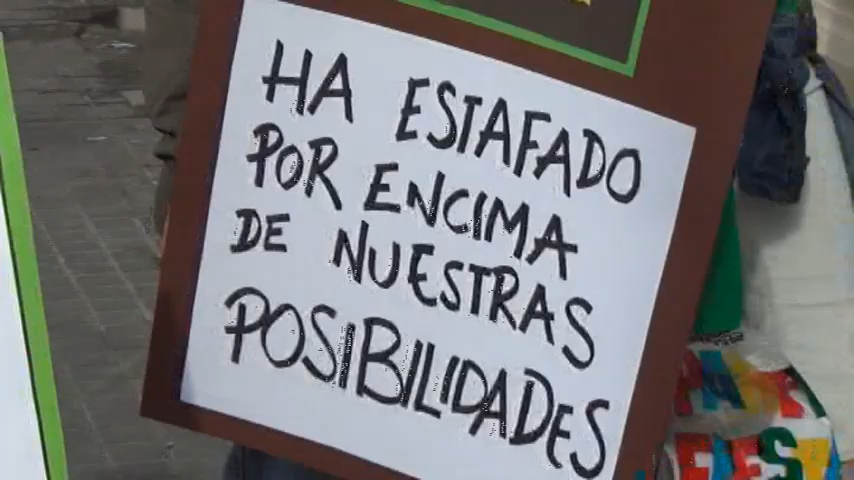 HA ESTAFADO
POR ENCIMA
DE NUESTRAS
POSIBILIDADES